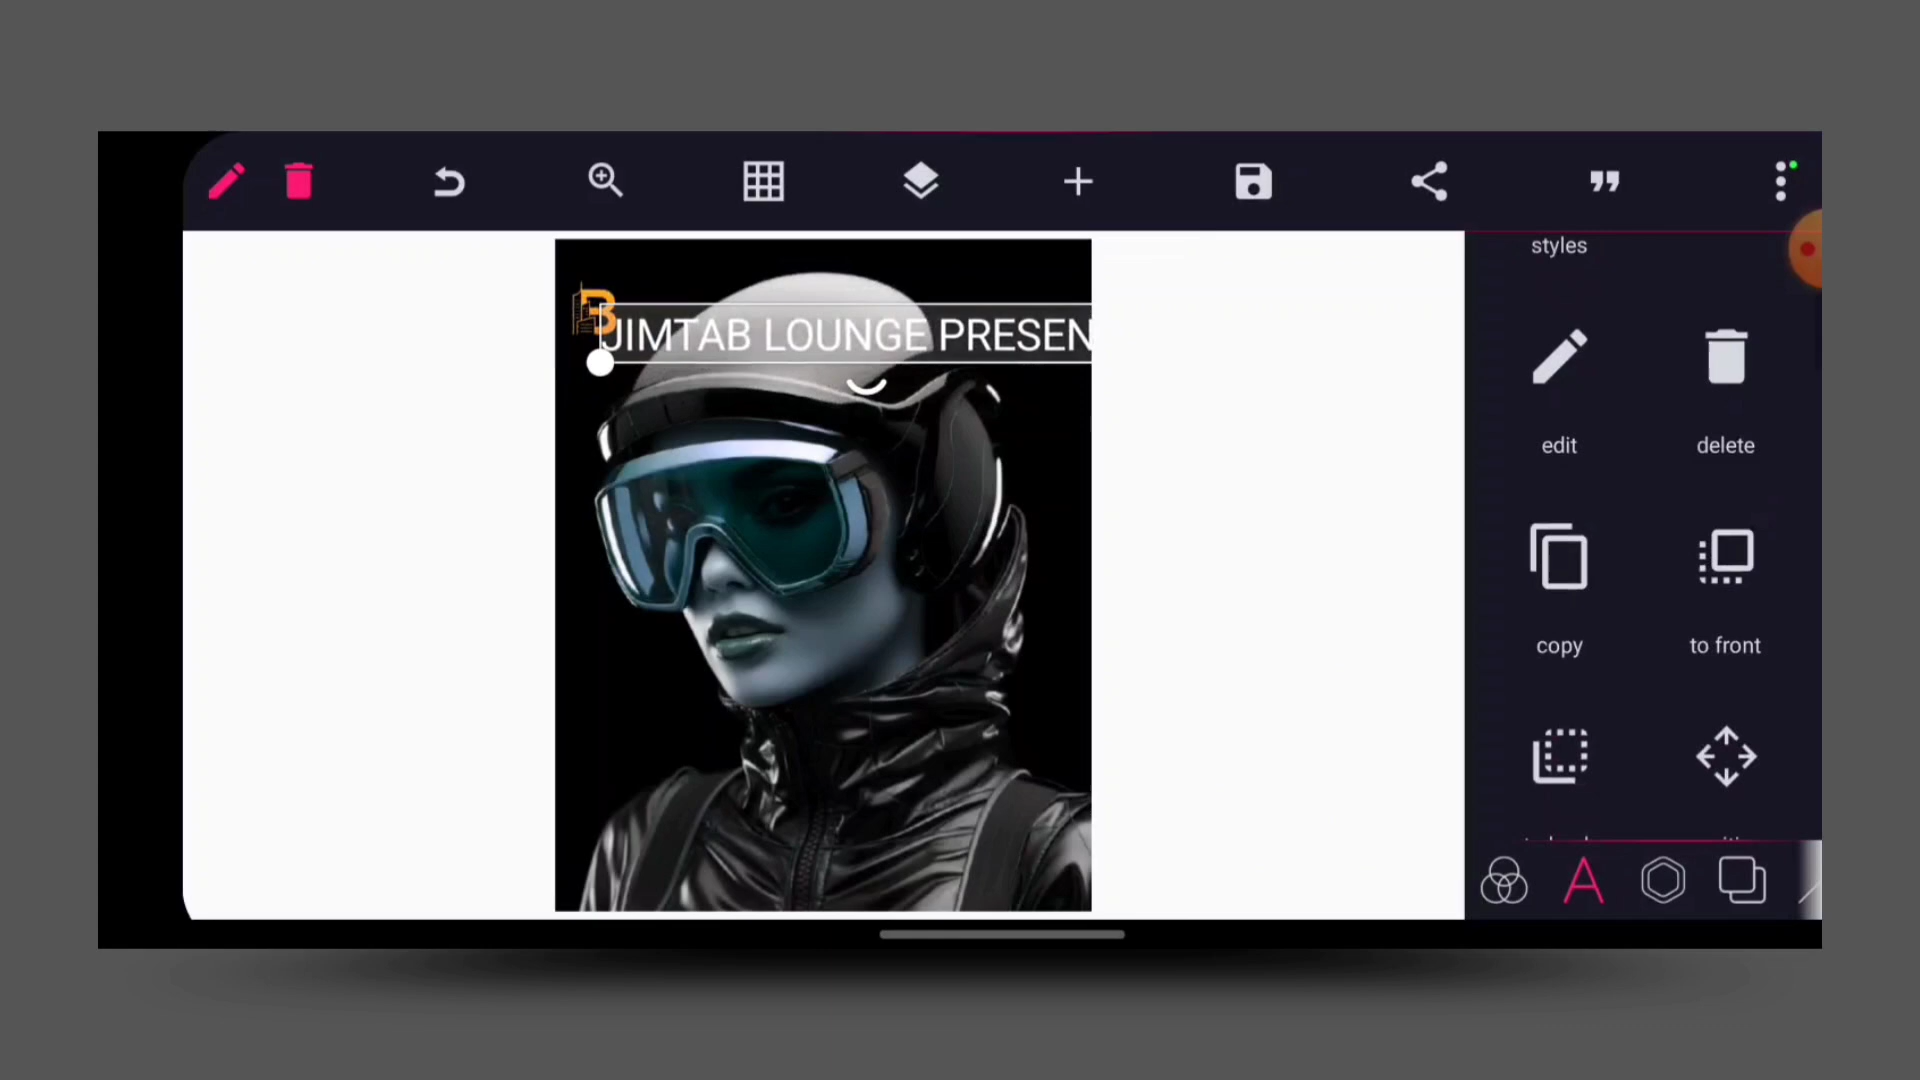 styles
B
JIMTAB LOUNGE PRESEN
edit
delete
copy
to front